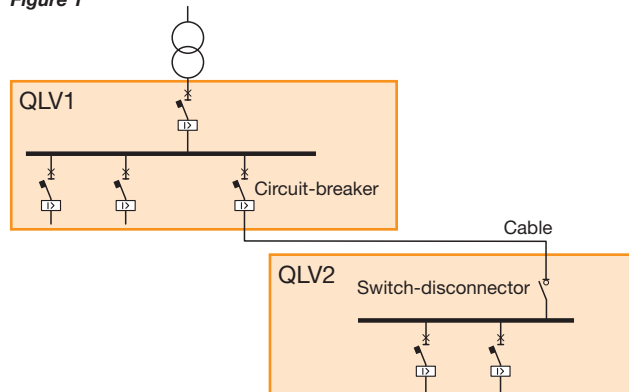 Figure 1
QLV1
I>
I>
I>
I>
Circuit-breaker
Cable
QLV2
Switch-disconnector
I>
I>